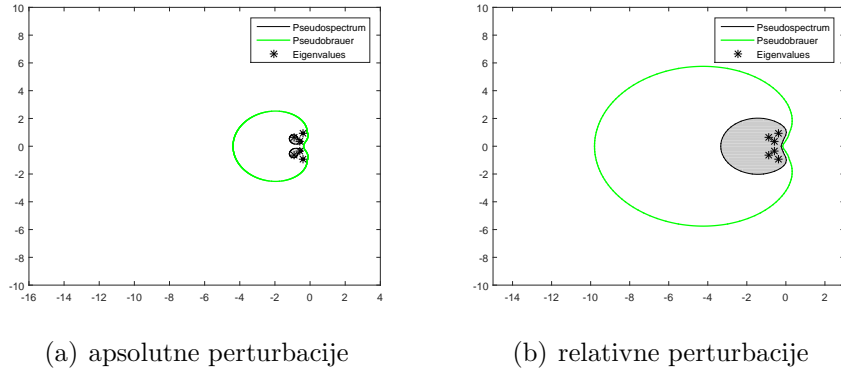 Pseudospectrum
Pseudobrauer
Eigenvalues
10
8
6
4
2
0
-2
-4
-6
-8
-10
-16 -14 -12 -10 -8 -6 -4 -2 0 2 4
(a) apsolutne perturbacije
Pseudospectrum
Pseudobrauer
Eigenvalues
10
8
6
4
2
0
-2
-4
-6
-8
-10
-14 -12 -10 -8 -6 -4 -2 0 2
(b) relativne perturbacije